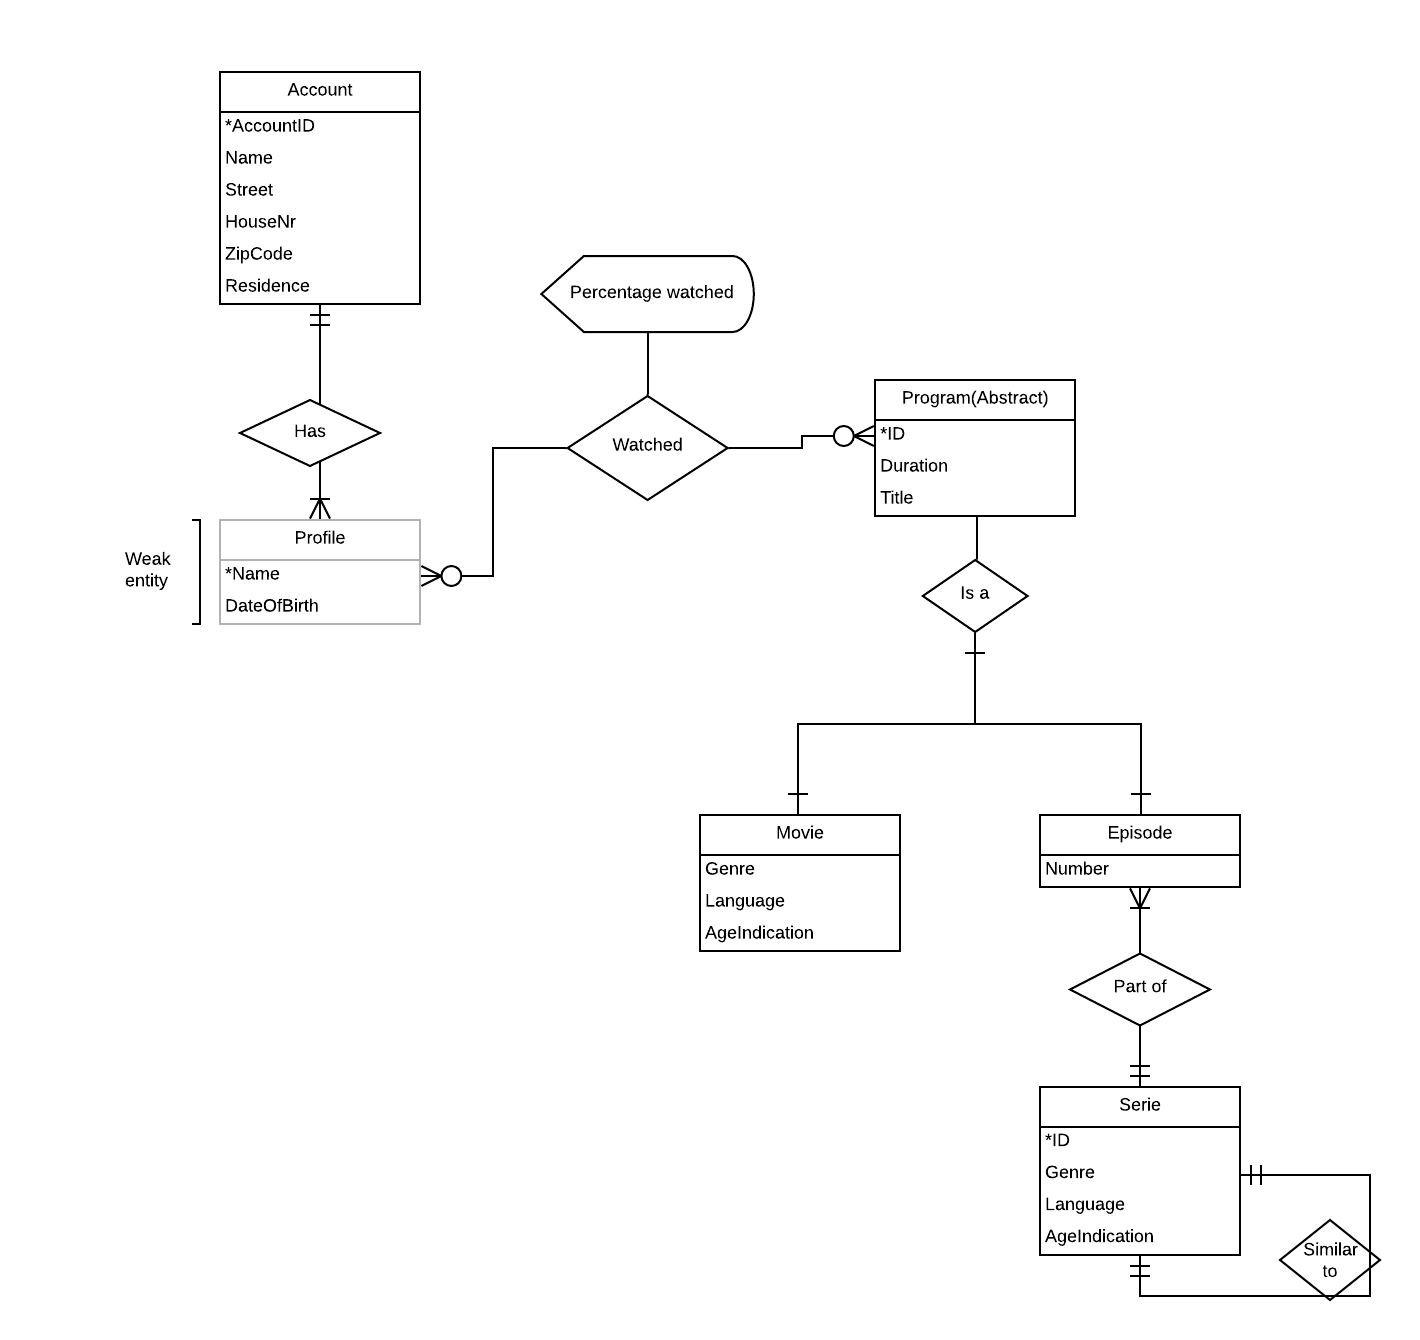 Account
*AccountID
Name
Street
HouseNr
ZipCode
Residence
Percentage watched
Has
Watched
Program(Abstract)
*ID
Duration
Title
Weak
entity
Profile
*Name
DateOfBirth
Is a
Movie
Genre
Language
AgeIndication
Episode
Number
Part of
Serie
*ID
Genre
Language
AgeIndication
Similar
to